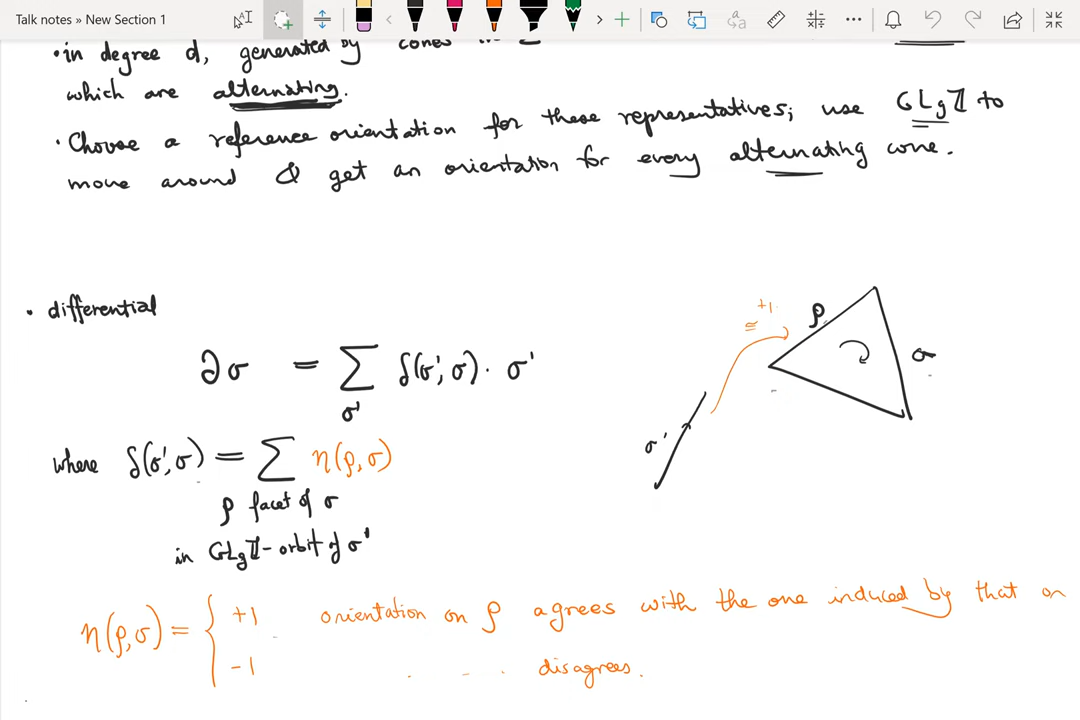 Talk notes » New Section 1
• in degree d, generated by cones in
which are alternating.
• Choose a reference orientation for these representatives; use GLgℤ to
move around & get an orientation for every alternating cone.
• differential
∂σ = ∑ δ(σ', σ) · σ'
σ'
where δ(σ', σ) = ∑ η(ρ, σ)
ρ facet of σ
in GLgℤ-orbit of σ'
η(ρ, σ) = { +1 orientation on ρ agrees with the one induced by that on
-1 disagrees.
+1
≅
ρ
σ
σ'